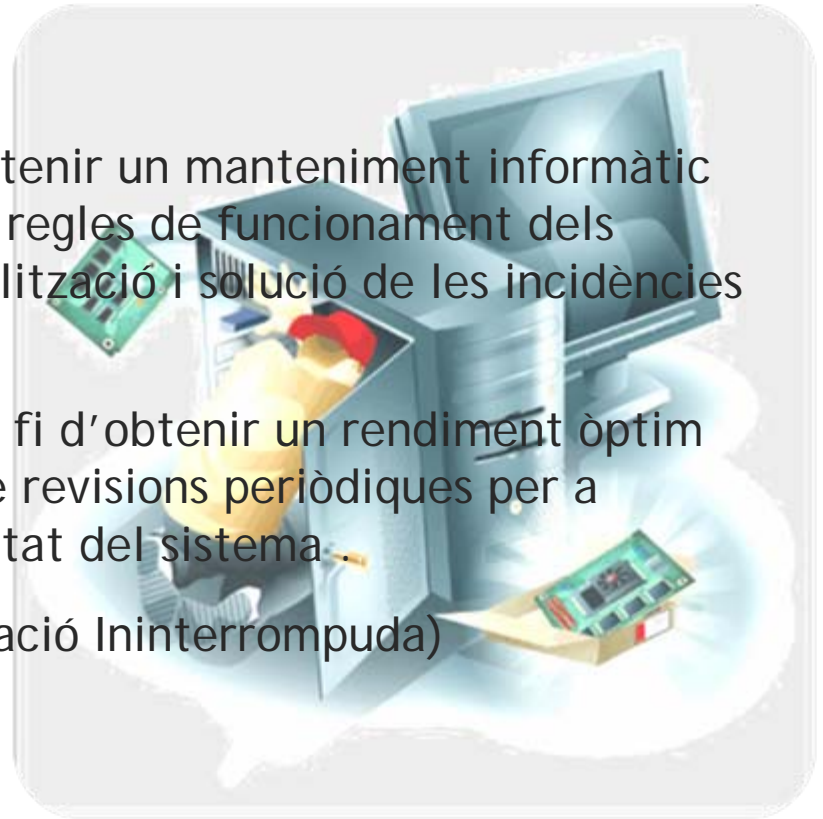 tenir un manteniment informàtic
regles de funcionament dels
lització i solució de les incidències
fi d'obtenir un rendiment òptim
e revisions periòdiques per a
tat del sistema .
ació Ininterrompuda)